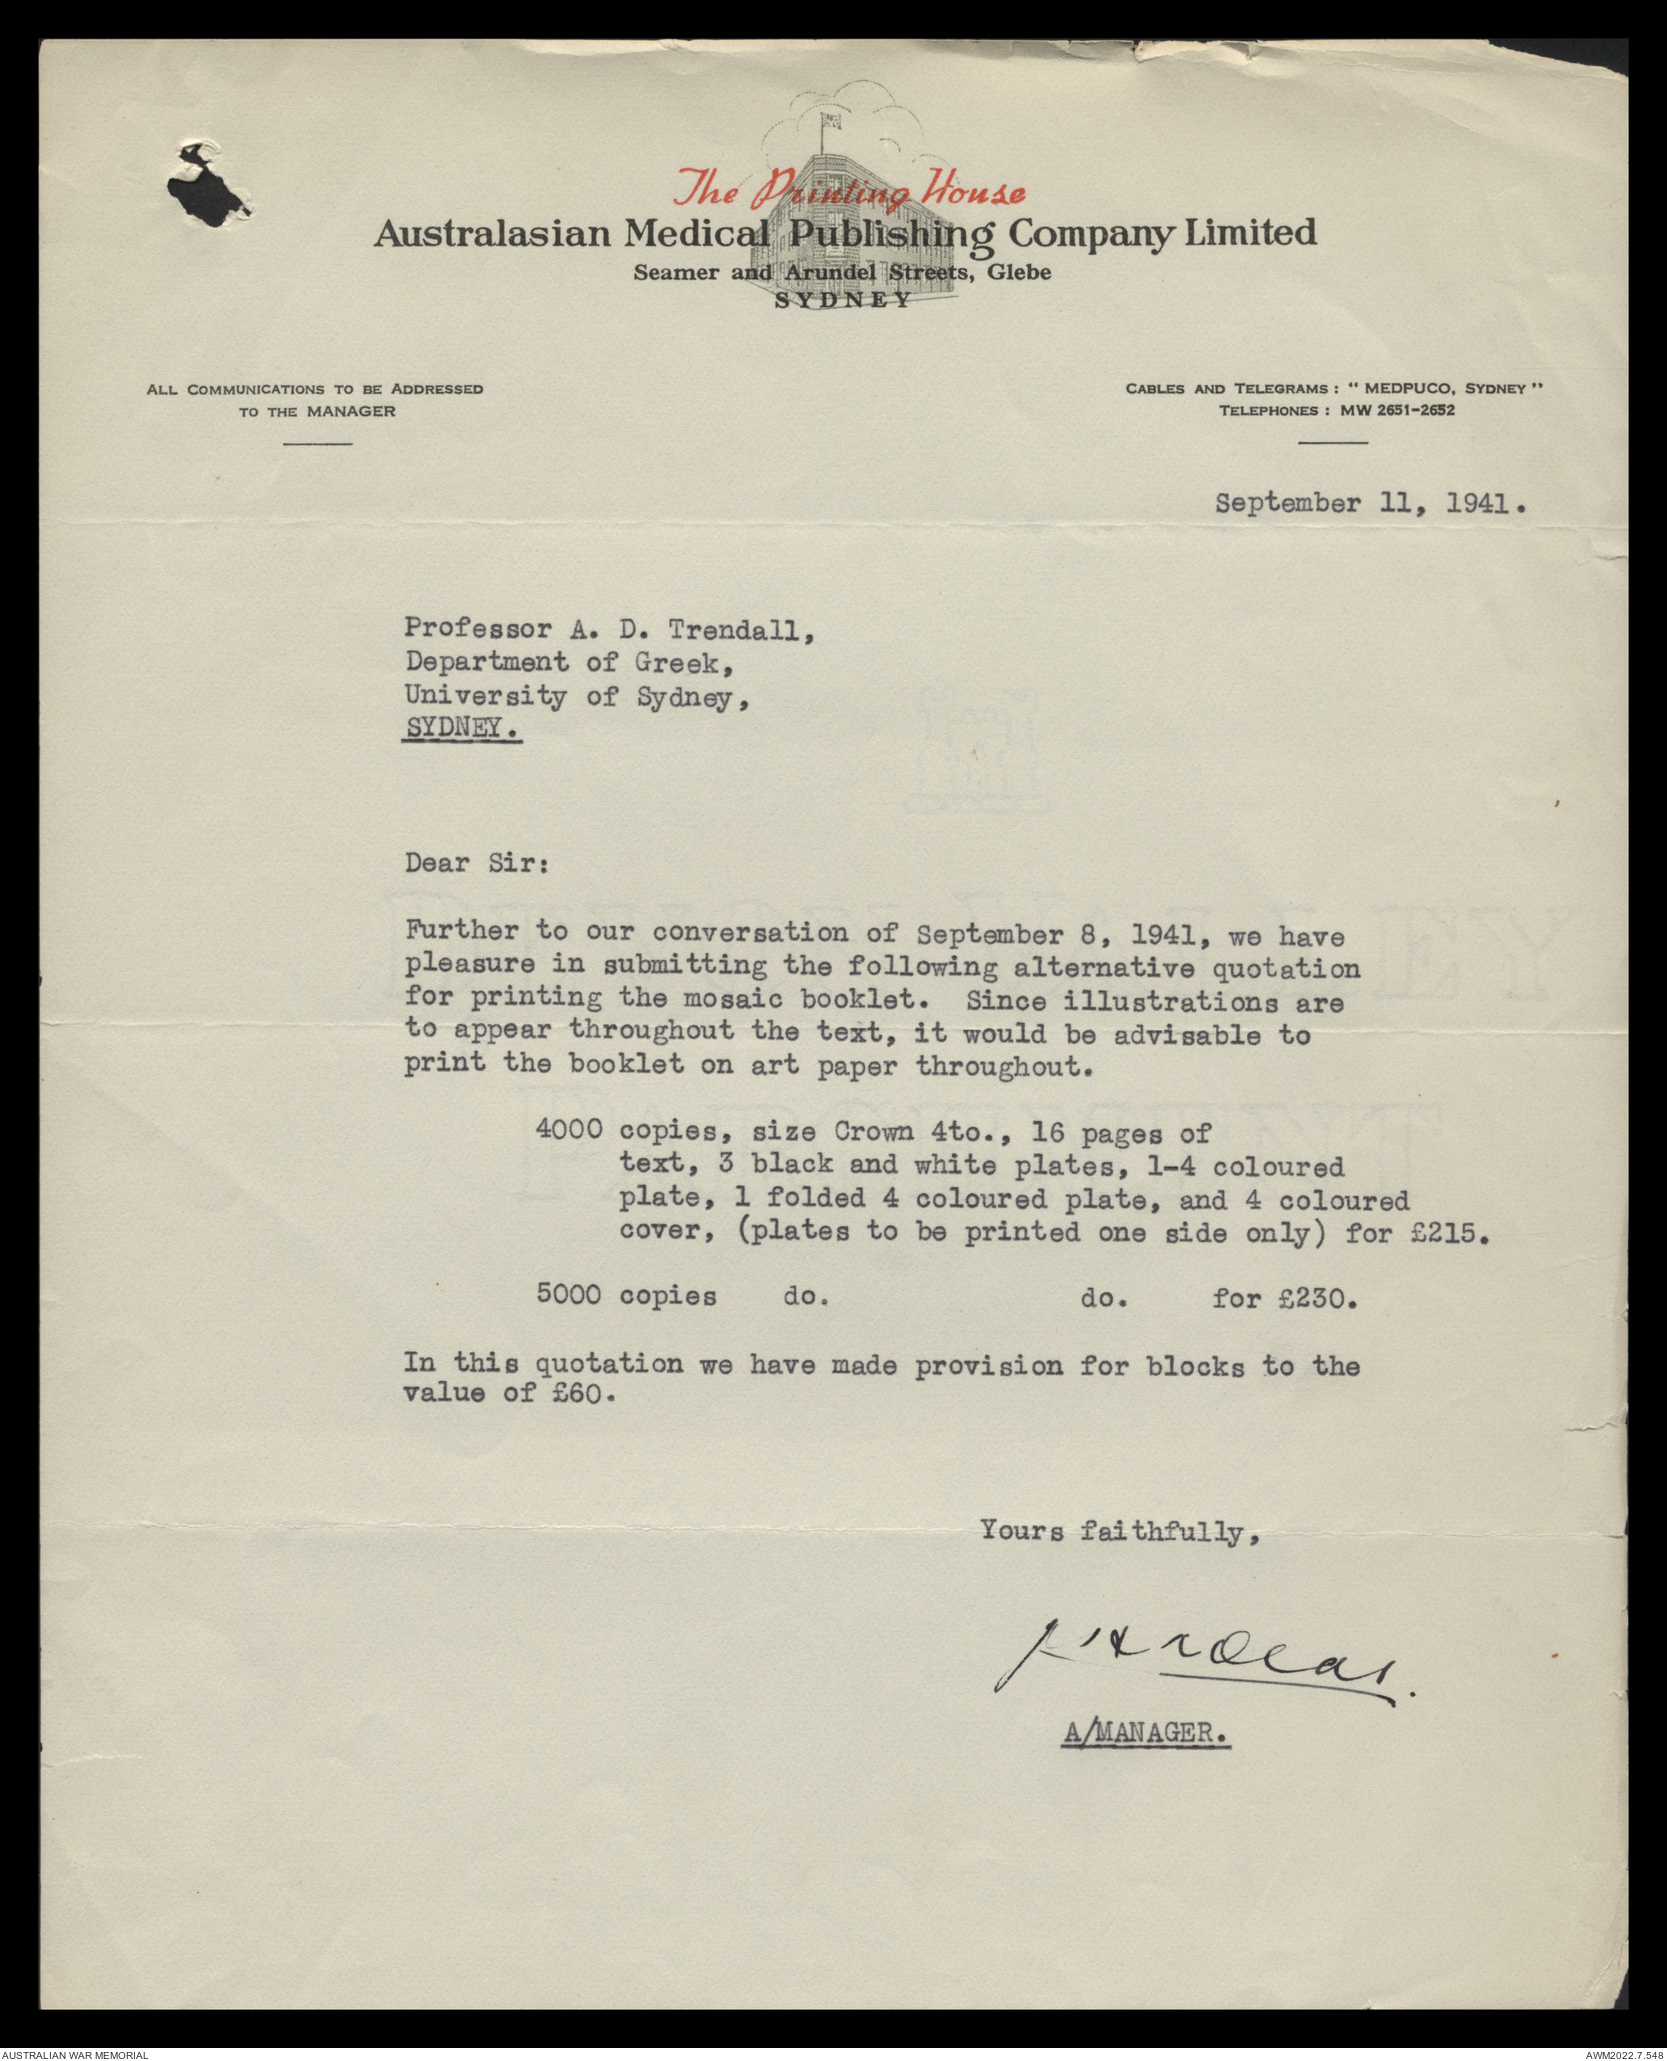 The Printing House
Australasian Medical Publishing Company Limited
Seamer and Arundel Streets, Glebe
SYDNEY
ALL COMMUNICATIONS TO BE ADDRESSED
TO THE MANAGER
CABLES AND TELEGRAMS: "MEDPUCO, SYDNEY"
TELEPHONES: MW 2651-2652
September 11, 1941.
Professor A. D. Trendall,
Department of Greek,
University of Sydney,
SYDNEY.
Dear Sir:
Further to our conversation of September 8, 1941, we have
pleasure in submitting the following alternative quotation
for printing the mosaic booklet. Since illustrations are
to appear throughout the text, it would be advisable to
print the booklet on art paper throughout.
4000 copies, size Crown 4to., 16 pages of
text, 3 black and white plates, 1-4 coloured
plate, 1 folded 4 coloured plate, and 4 coloured
cover, (plates to be printed one side only) for £215.
5000 copies do. do. for £230.
In this quotation we have made provision for blocks to the
value of £60.
Yours faithfully,
A/MANAGER.
AUSTRALIAN WAR MEMORIAL
AWM2022.7.548